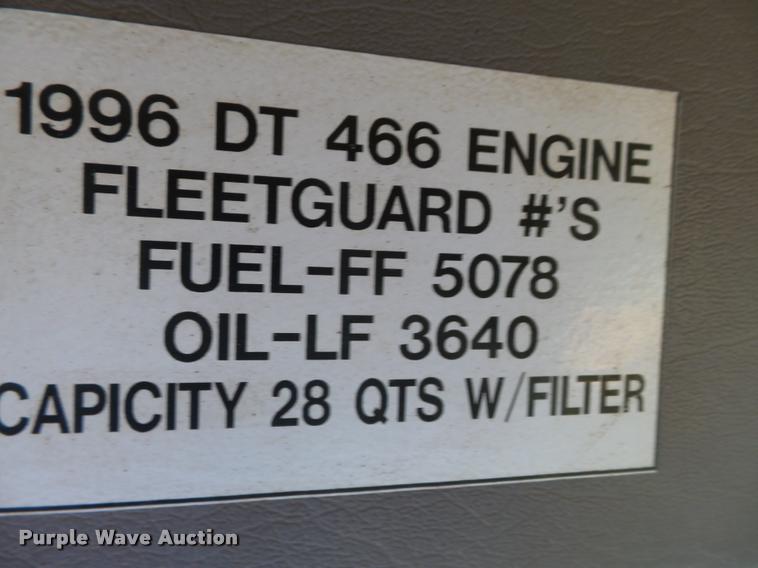 1996 DT 466 ENGINE
FLEETGUARD #'S
FUEL-FF 5078
OIL-LF 3640
CAPICITY 28 QTS W/FILTER
Purple Wave Auction